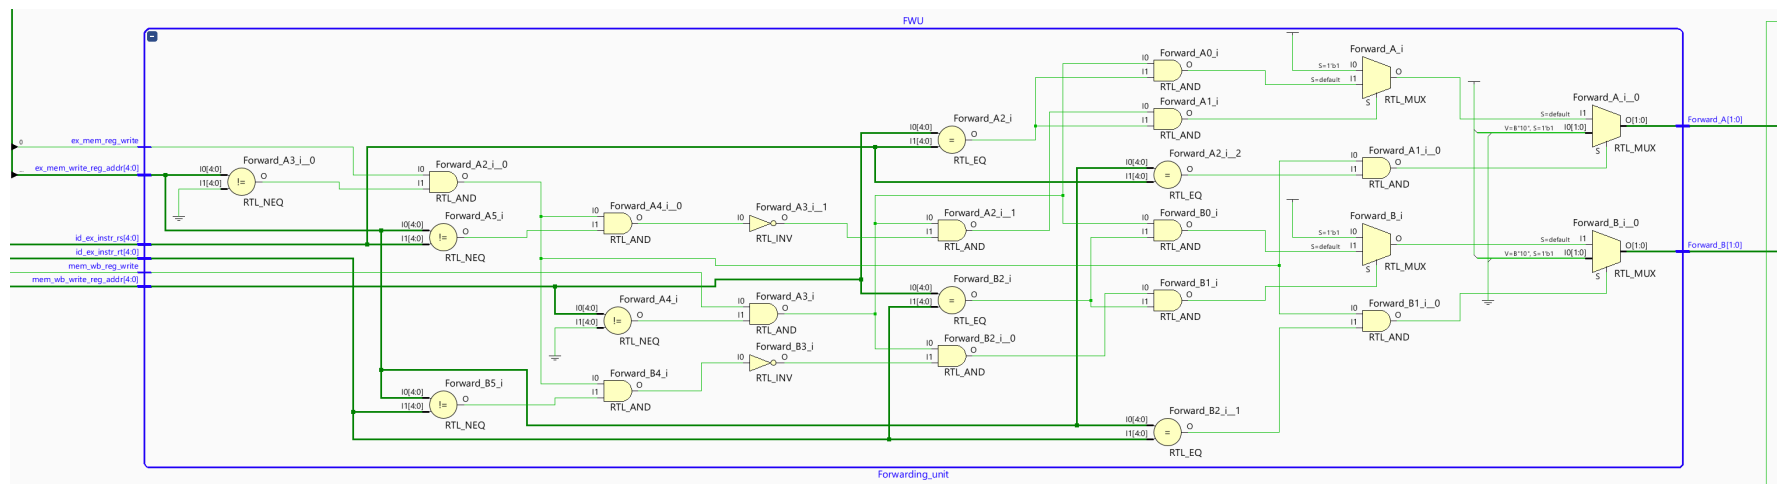 FWU
ex_mem_reg_write
ex_mem_write_reg_addr[4:0]
id_ex_instr_rs[4:0]
id_ex_instr_rt[4:0]
mem_wb_reg_write
mem_wb_write_reg_addr[4:0]
0
Forward_A3_i__0
I0[4:0]
I1[4:0]
!=
O
RTL_NEQ
Forward_A2_i__0
I0
I1
O
RTL_AND
Forward_A5_i
I0[4:0]
I1[4:0]
!=
O
RTL_NEQ
Forward_B5_i
I0[4:0]
I1[4:0]
!=
O
RTL_NEQ
Forward_A4_i__0
I0
I1
O
RTL_AND
Forward_A4_i
I0[4:0]
I1[4:0]
!=
O
RTL_NEQ
Forward_B4_i
I0
I1
O
RTL_AND
Forward_A3_i__1
I0
O
RTL_INV
Forward_A3_i
I0
I1
O
RTL_AND
Forward_B3_i
I0
O
RTL_INV
Forward_A2_i
I0[4:0]
I1[4:0]
=
O
RTL_EQ
Forward_A2_i__1
I0
I1
O
RTL_AND
Forward_B2_i
I0[4:0]
I1[4:0]
=
O
RTL_EQ
Forward_B2_i__0
I0
I1
O
RTL_AND
Forward_A0_i
I0
I1
O
RTL_AND
Forward_A1_i
I0
I1
O
RTL_AND
Forward_A2_i__2
I0[4:0]
I1[4:0]
=
O
RTL_EQ
Forward_B0_i
I0
I1
O
RTL_AND
Forward_B1_i
I0
I1
O
RTL_AND
Forward_B2_i__1
I0[4:0]
I1[4:0]
=
O
RTL_EQ
Forward_A_i
S=1'b1
I0
S=default
I1
O
S
RTL_MUX
Forward_A1_i__0
I0
I1
O
RTL_AND
Forward_B_i
S=1'b1
I0
S=default
I1
O
S
RTL_MUX
Forward_B1_i__0
I0
I1
O
RTL_AND
Forward_A_i__0
S=default
I1
V=B"10", S=1'b1
I0[1:0]
O[1:0]
S
RTL_MUX
Forward_B_i__0
S=default
I1
V=B"10", S=1'b1
I0[1:0]
O[1:0]
S
RTL_MUX
Forward_A[1:0]
Forward_B[1:0]
Forwarding_unit